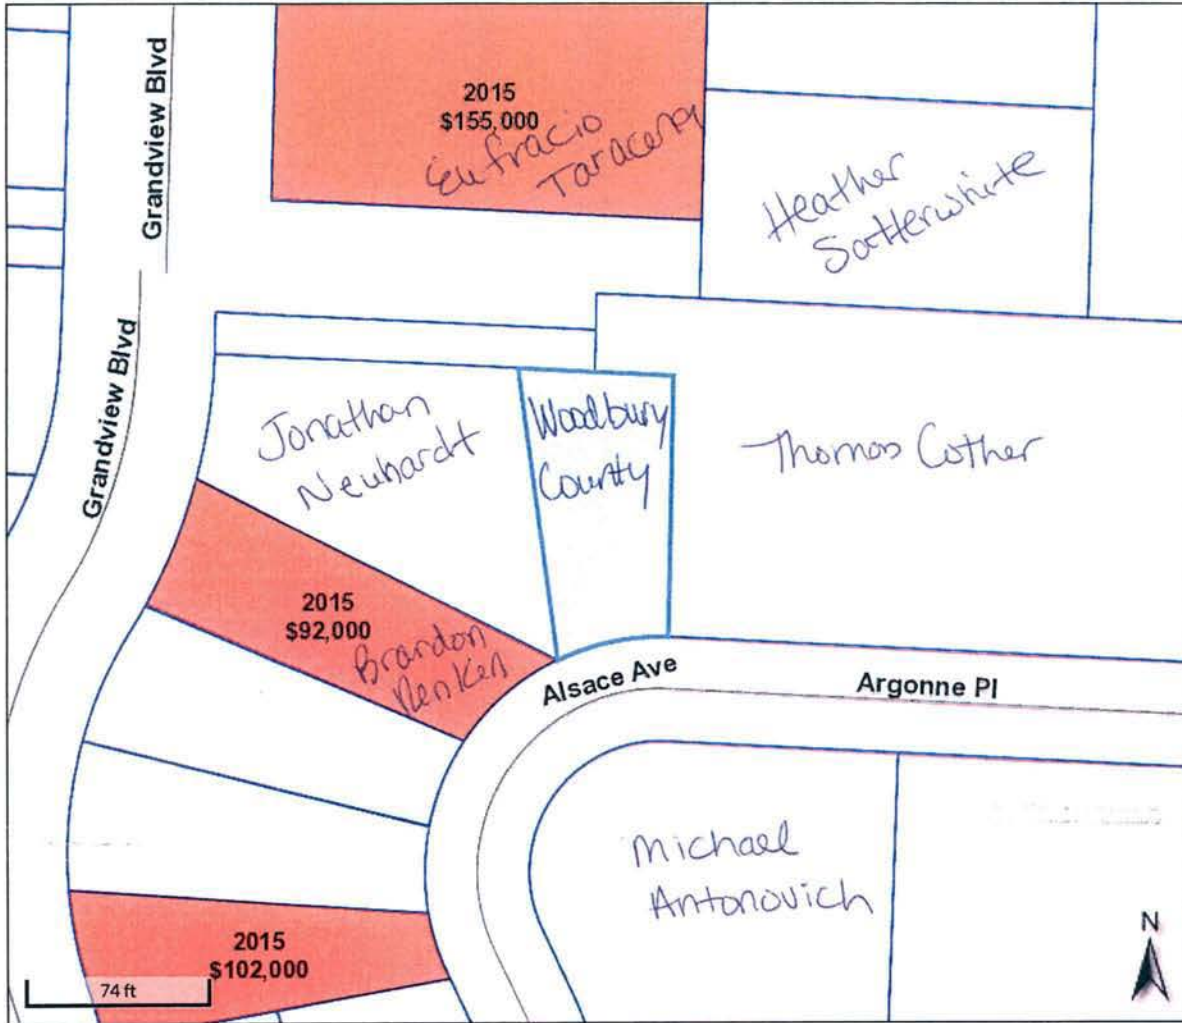 Grandview Blvd
2015
$155,000
Eufracio
Taracena
Heather
Satterwhite
Grandview Blvd
Jonathan
Neuhardt
Woodbury
County
Thomas Cother
2015
$92,000
Brandon
Renken
Alsace Ave
Argonne Pl
Michael
Antonovich
2015
$102,000
74 ft
N